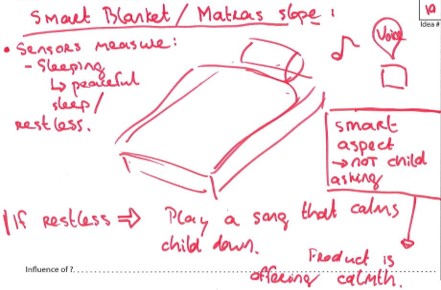 Smart Blanket / Matras slope :
10
Idea #
• Sensors measure:
- Sleeping
↳ peaceful
sleep/
restless.
Voice
smart
aspect
→ not child
asking
If restless ⇒ Play a song that calms
child down.
Product is
offering calmth.
Influence of ?